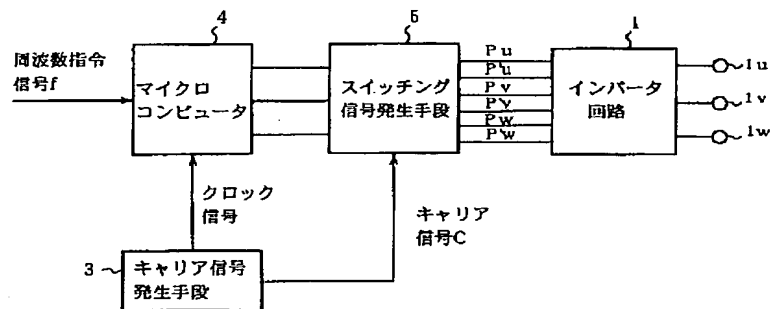 4
5
1
周波数指令
信号f
マイクロ
コンピュータ
スイッチング
信号発生手段
Pu
P'u
Pv
P'v
Pw
P'w
インバータ
回路
1u
1v
1w
クロック
信号
キャリア
信号C
3
キャリア信号
発生手段